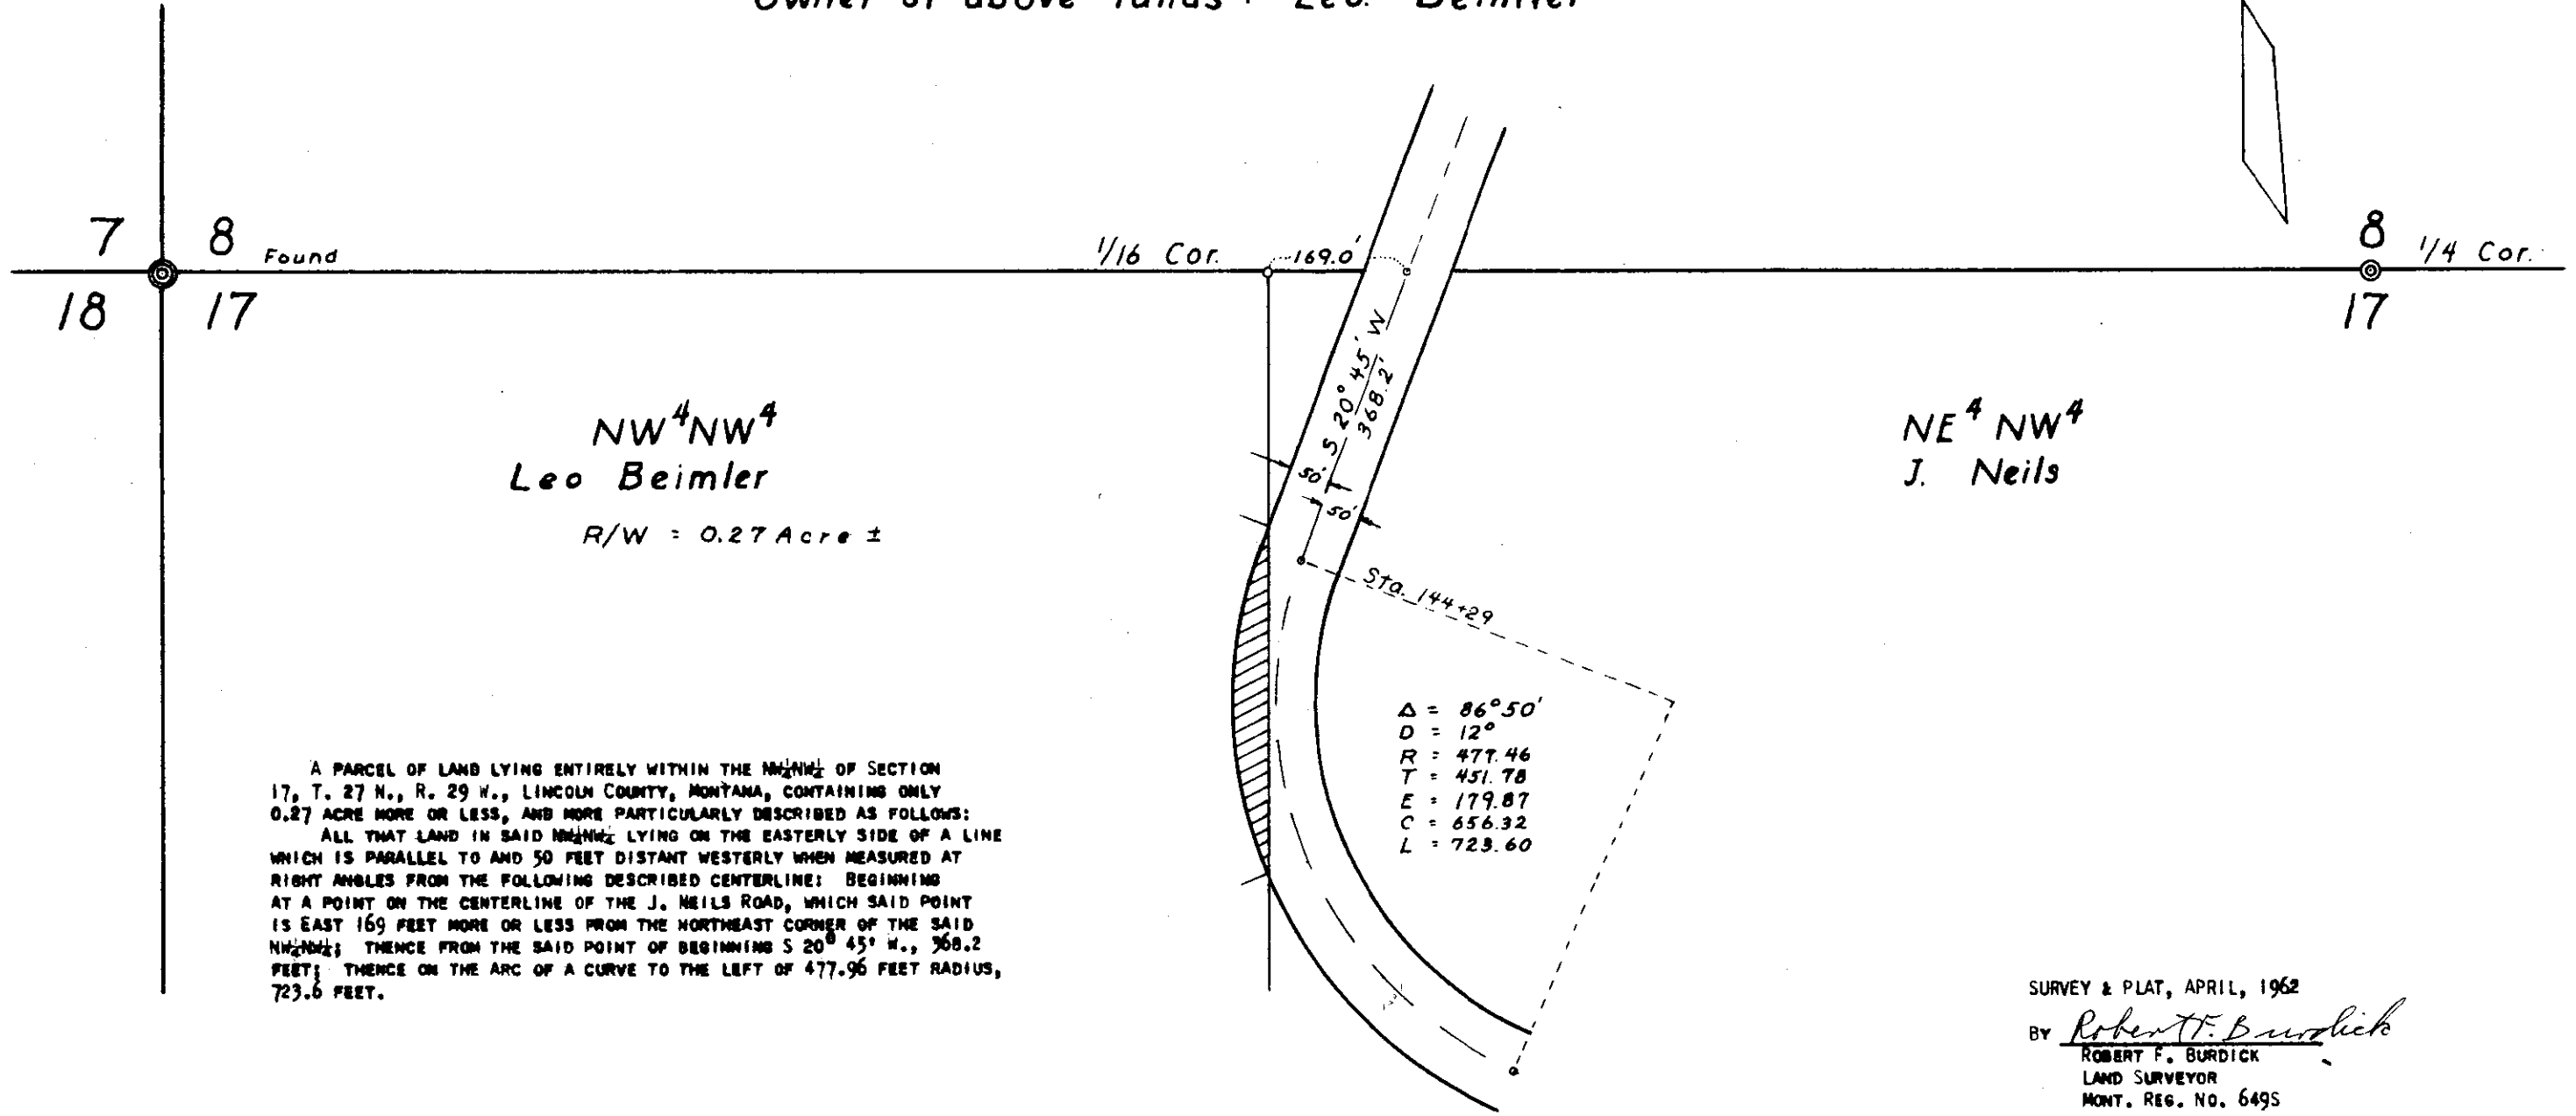 Owner of above lands: Leo. Beimler
7 8 Found
18 17
1/16 Cor. 169.0'
8 1/4 Cor.
17
S 20° 45' W
368.2'
50'
50'
NW⁴NW⁴
Leo Beimler
R/W = 0.27 Acre ±
NE⁴ NW⁴
J. Neils
Sta. 144+29
Δ = 86°50'
D = 12°
R = 477.46
T = 451.78
E = 179.87
C = 656.32
L = 723.60
A PARCEL OF LAND LYING ENTIRELY WITHIN THE NW¼NW¼ OF SECTION
17, T. 27 N., R. 29 W., LINCOLN COUNTY, MONTANA, CONTAINING ONLY
0.27 ACRE MORE OR LESS, AND MORE PARTICULARLY DESCRIBED AS FOLLOWS:
ALL THAT LAND IN SAID NW¼NW¼ LYING ON THE EASTERLY SIDE OF A LINE
WHICH IS PARALLEL TO AND 50 FEET DISTANT WESTERLY WHEN MEASURED AT
RIGHT ANGLES FROM THE FOLLOWING DESCRIBED CENTERLINE: BEGINNING
AT A POINT ON THE CENTERLINE OF THE J. NEILS ROAD, WHICH SAID POINT
IS EAST 169 FEET MORE OR LESS FROM THE NORTHEAST CORNER OF THE SAID
NW¼NW¼; THENCE FROM THE SAID POINT OF BEGINNING S 20° 45' W., 368.2
FEET; THENCE ON THE ARC OF A CURVE TO THE LEFT OF 477.96 FEET RADIUS,
723.6 FEET.
SURVEY & PLAT, APRIL, 1962
BY Robert F. Burdick
ROBERT F. BURDICK
LAND SURVEYOR
MONT. REG. NO. 649S